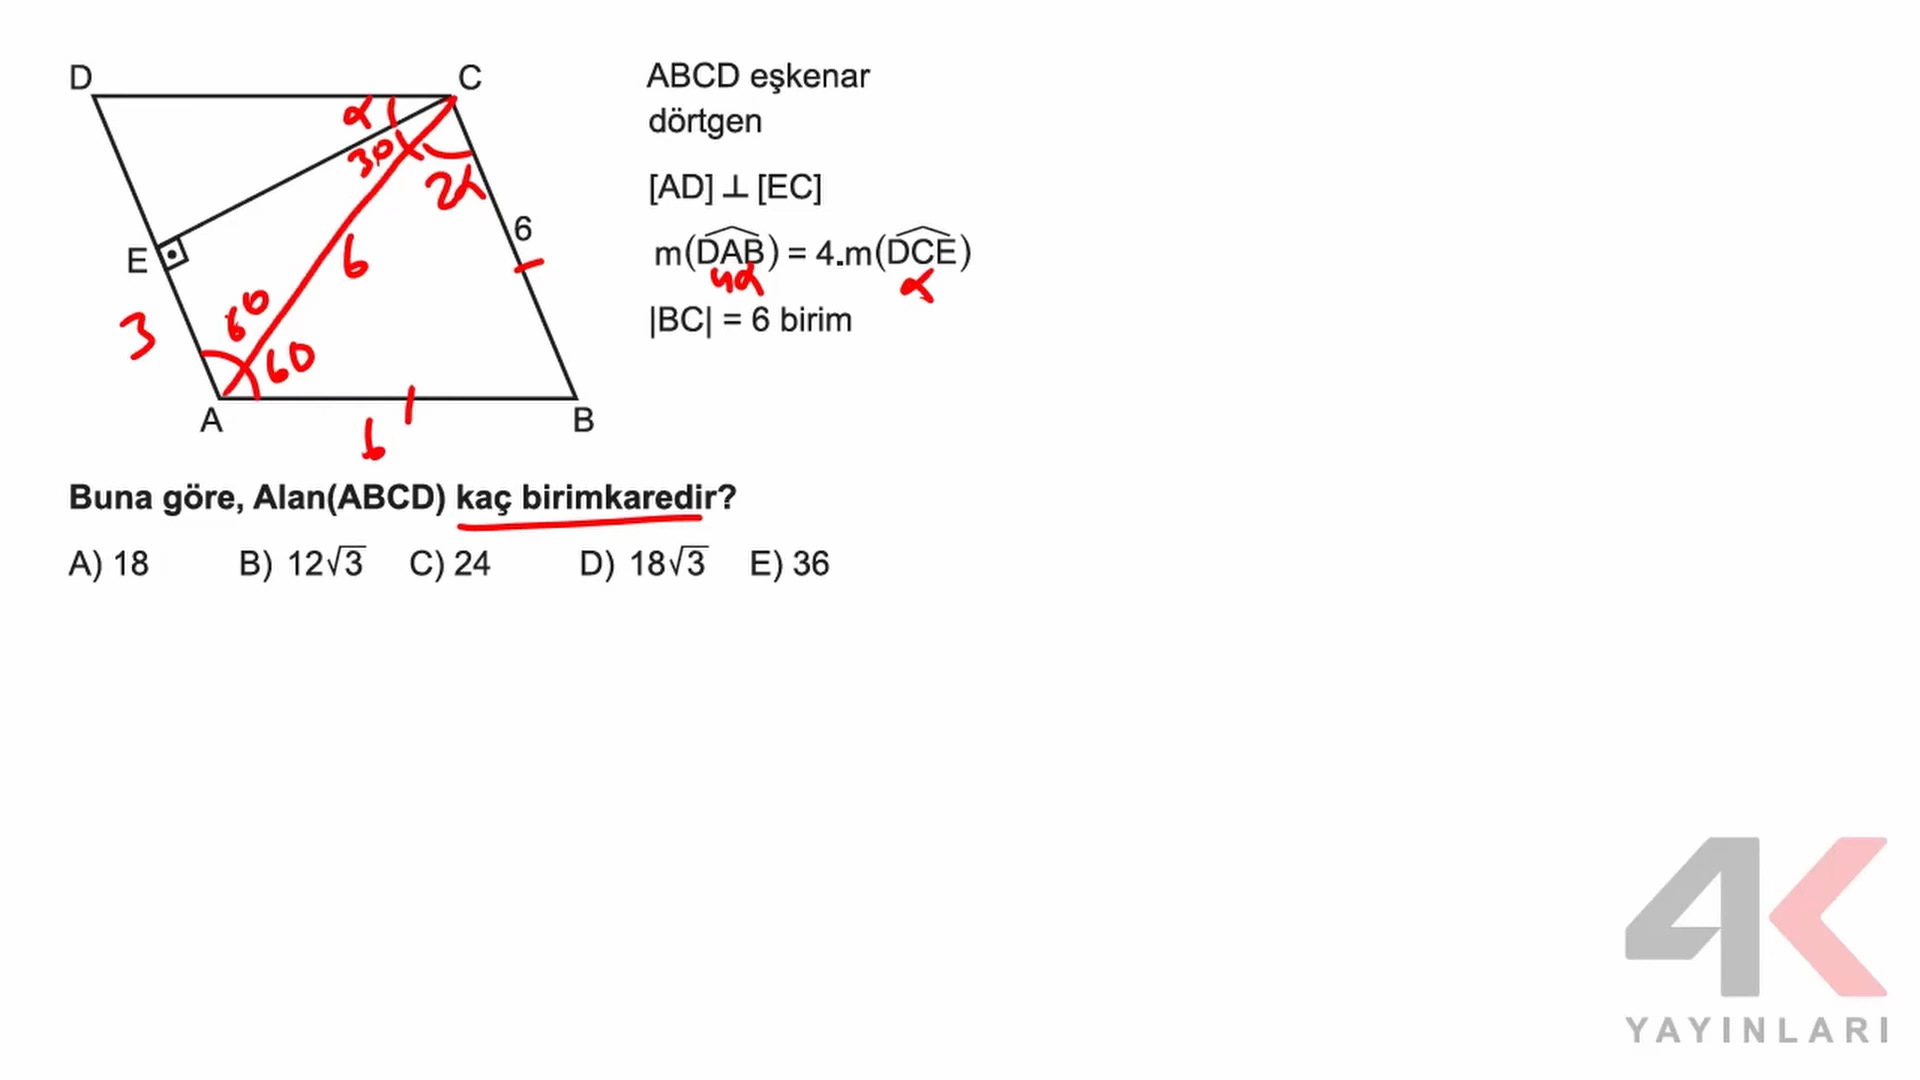 D
C
α
30
2α
6
E
6
3
60
60
A
B
6
ABCD eşkenar
dörtgen
[AD] ⊥ [EC]
m(DAB) = 4.m(DCE)
4α
α
|BC| = 6 birim
Buna göre, Alan(ABCD) kaç birimkaredir?
A) 18 B) 12√3 C) 24 D) 18√3 E) 36
4K
YAYINLARI